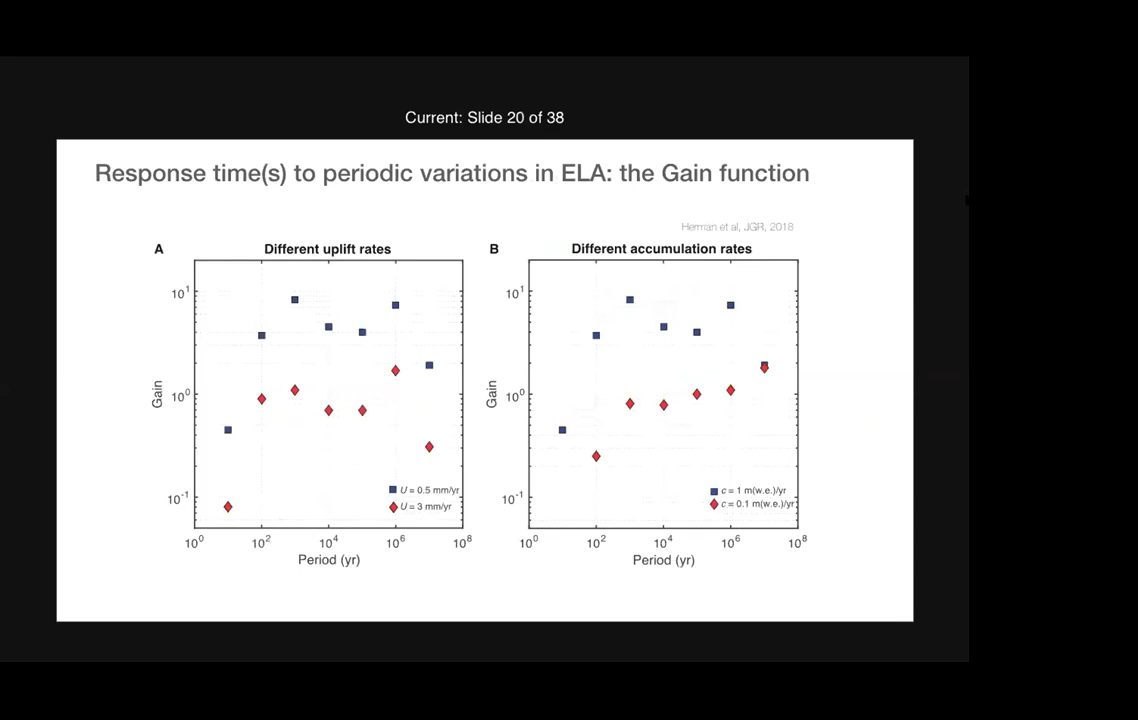 Current: Slide 20 of 38
Response time(s) to periodic variations in ELA: the Gain function
Herman et al, JGR, 2018
A
Different uplift rates
10^1
10^0
10^-1
Gain
U = 0.5 mm/yr
U = 3 mm/yr
10^0 10^2 10^4 10^6 10^8
Period (yr)
B
Different accumulation rates
10^1
10^0
10^-1
Gain
c = 1 m(w.e.)/yr
c = 0.1 m(w.e.)/yr
10^0 10^2 10^4 10^6 10^8
Period (yr)